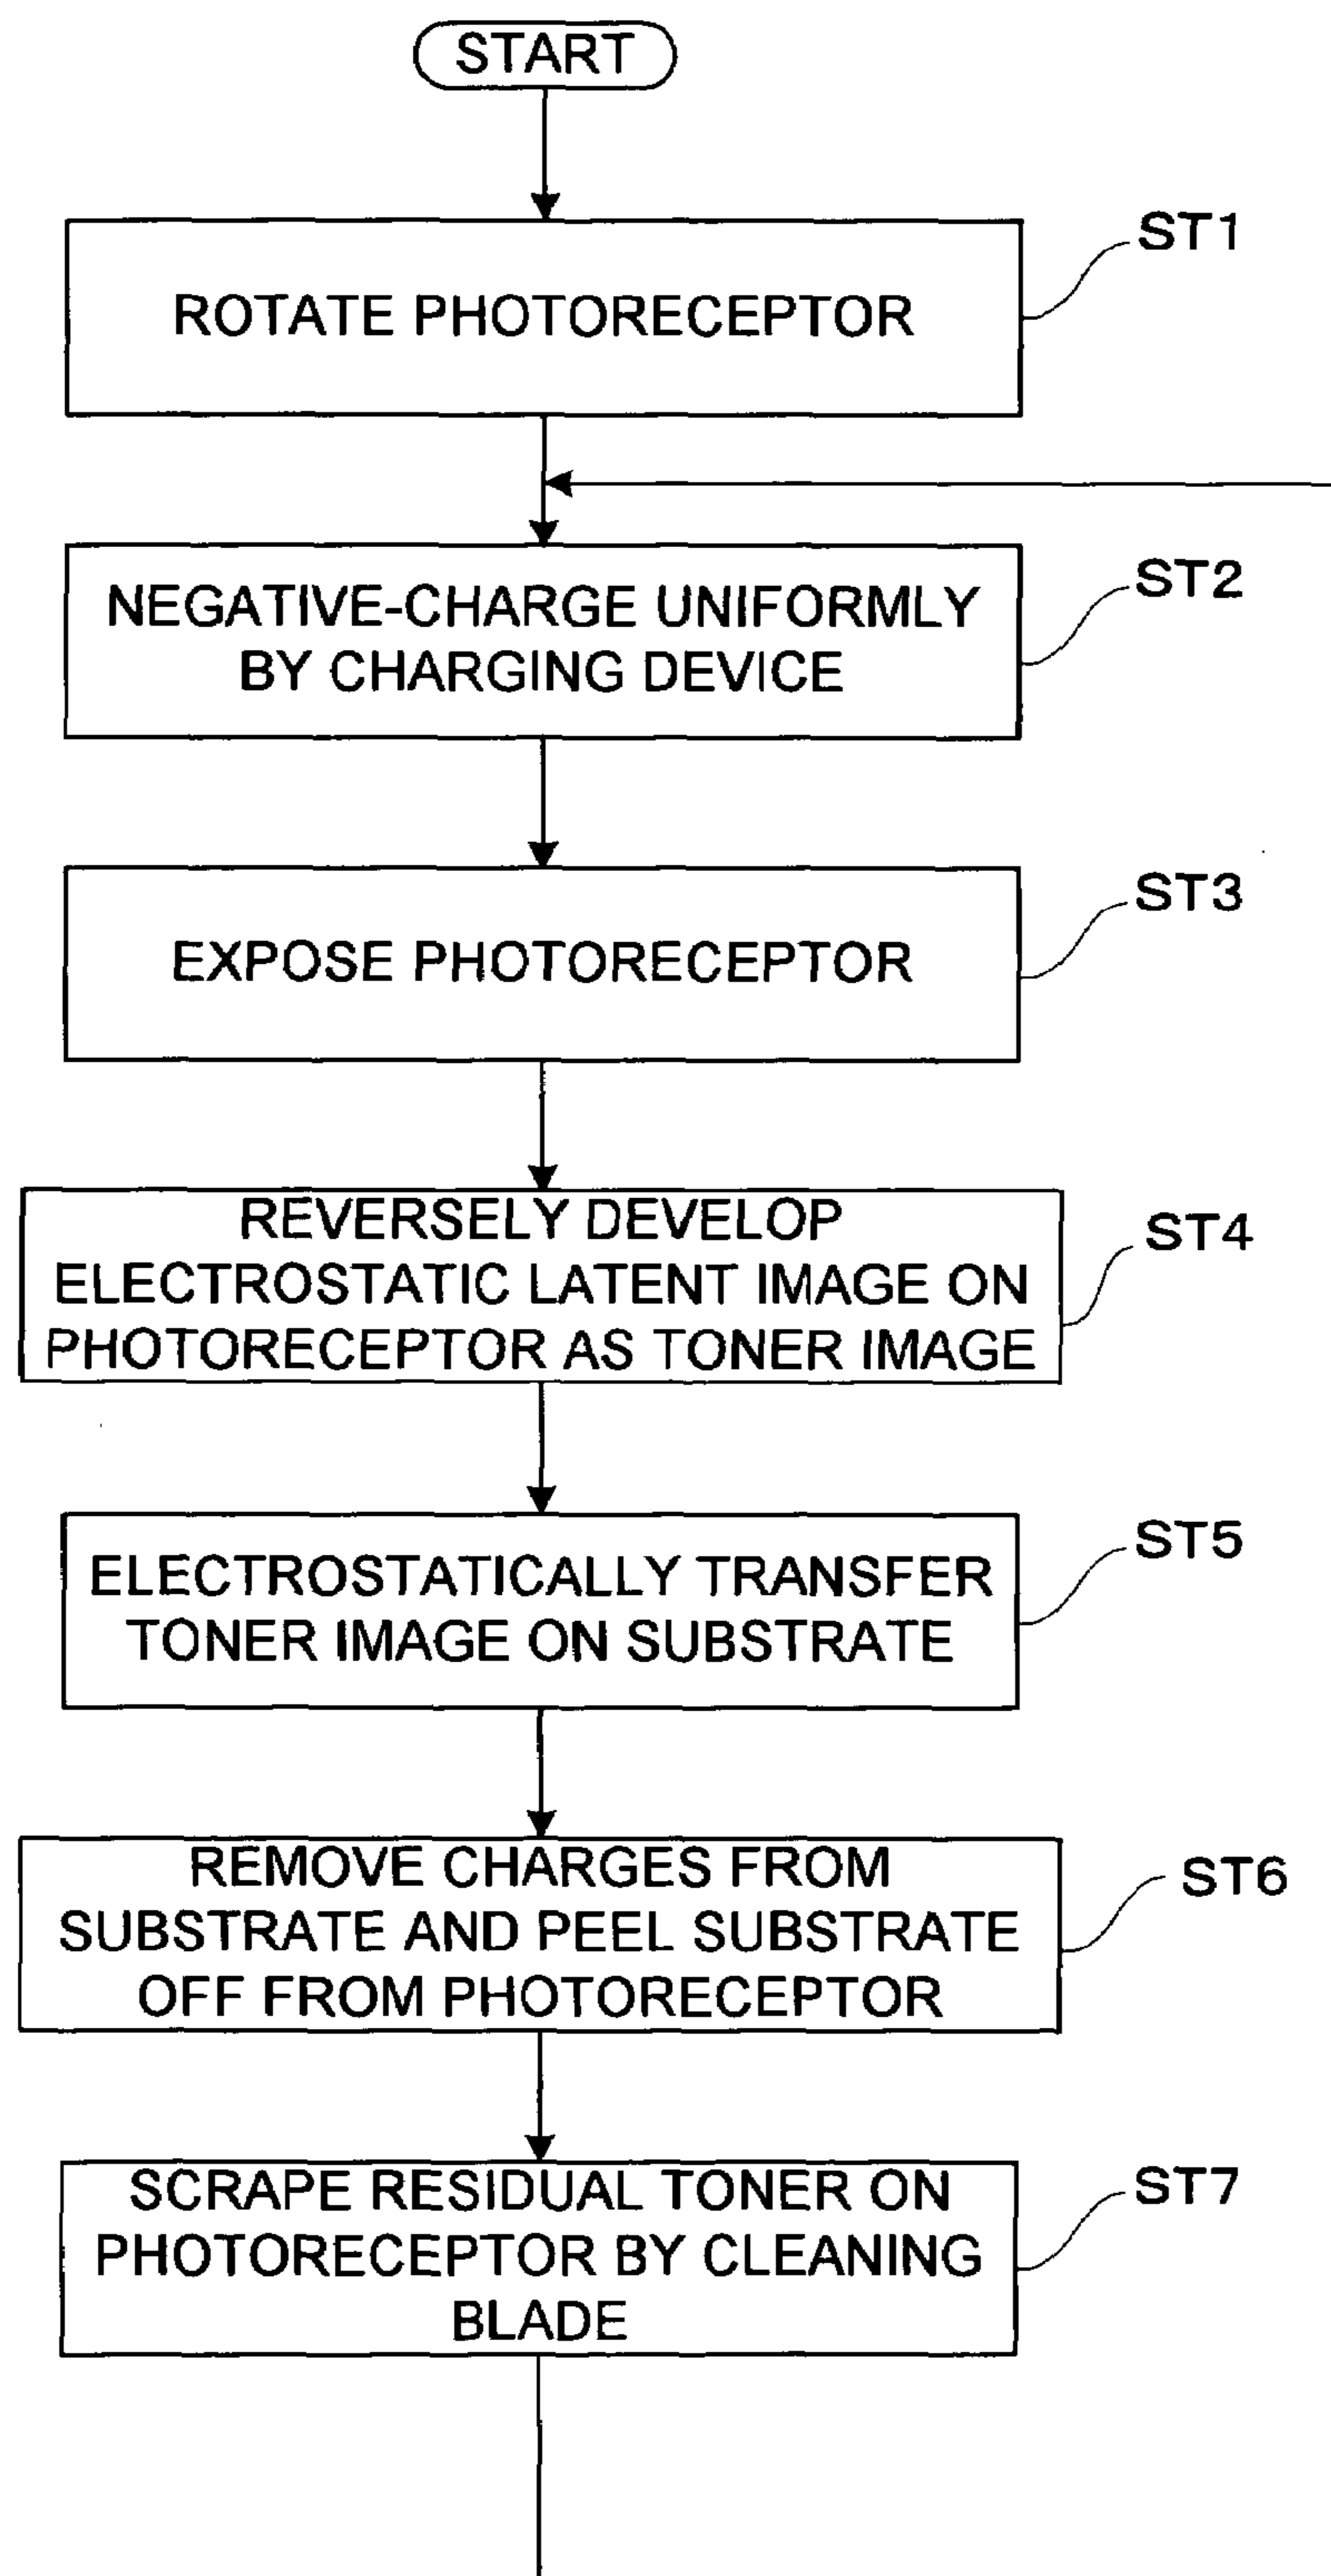 START
ST1
ROTATE PHOTORECEPTOR
ST2
NEGATIVE-CHARGE UNIFORMLY
BY CHARGING DEVICE
ST3
EXPOSE PHOTORECEPTOR
ST4
REVERSELY DEVELOP
ELECTROSTATIC LATENT IMAGE ON
PHOTORECEPTOR AS TONER IMAGE
ST5
ELECTROSTATICALLY TRANSFER
TONER IMAGE ON SUBSTRATE
ST6
REMOVE CHARGES FROM
SUBSTRATE AND PEEL SUBSTRATE
OFF FROM PHOTORECEPTOR
ST7
SCRAPE RESIDUAL TONER ON
PHOTORECEPTOR BY CLEANING
BLADE